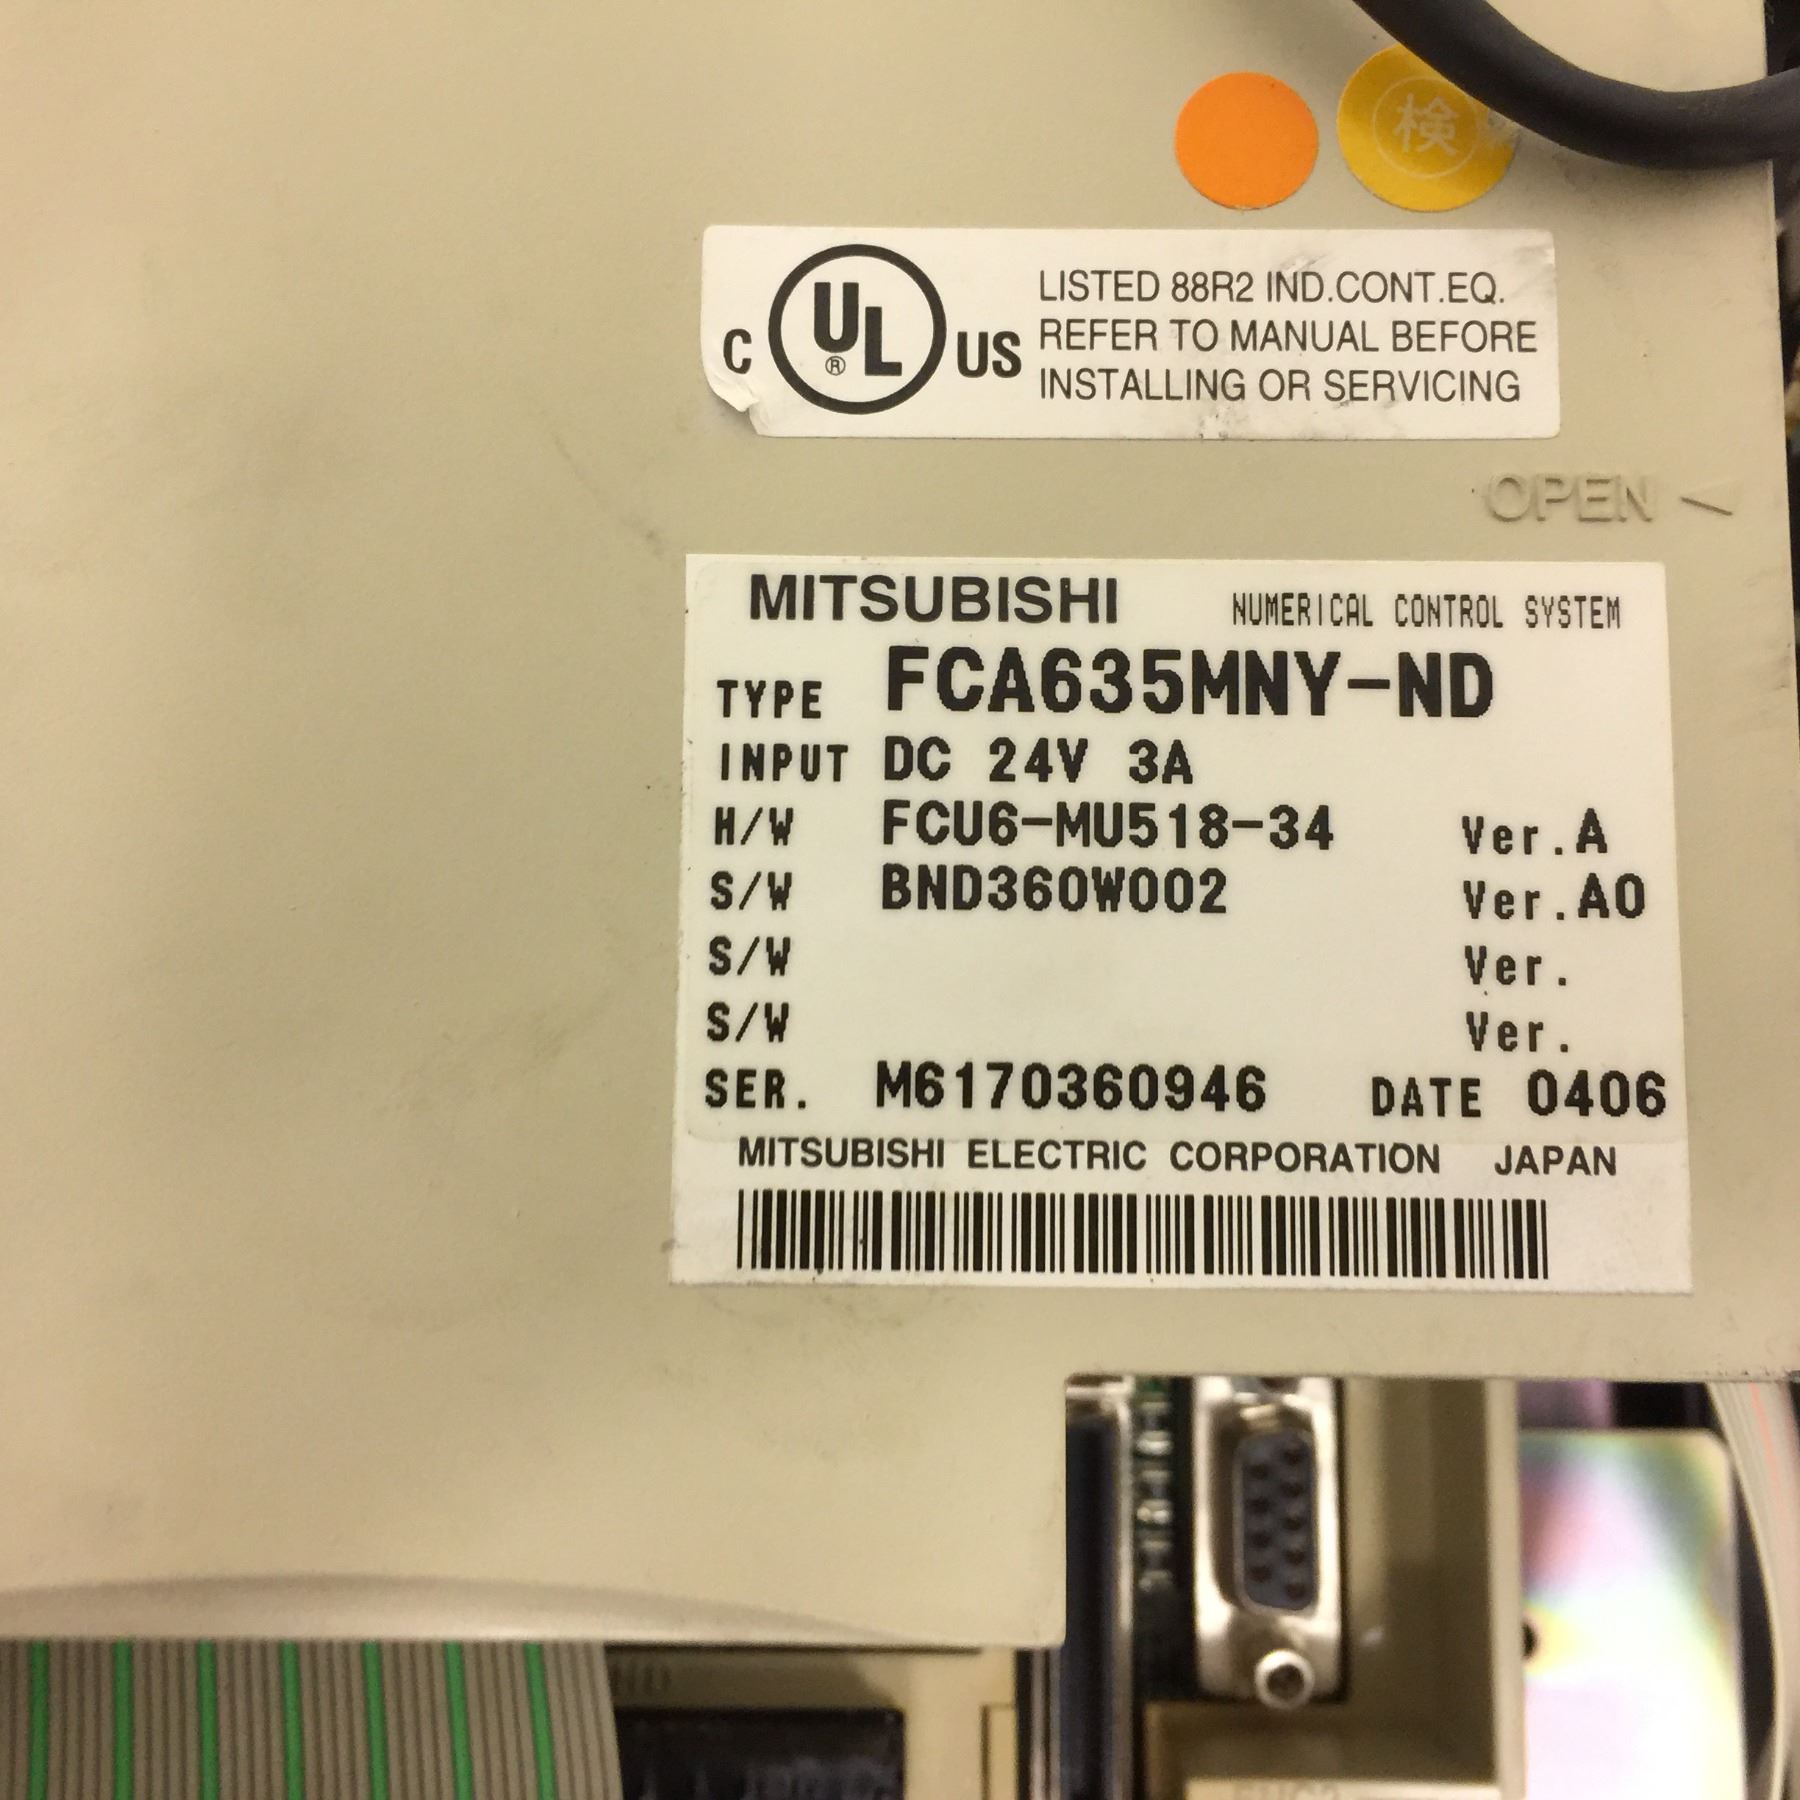 検
C UL ® US
LISTED 88R2 IND.CONT.EQ.
REFER TO MANUAL BEFORE
INSTALLING OR SERVICING
OPEN
MITSUBISHI NUMERICAL CONTROL SYSTEM
TYPE FCA635MNY-ND
INPUT DC 24V 3A
H/W FCU6-MU518-34 Ver.A
S/W BND360W002 Ver.A0
S/W Ver.
S/W Ver.
SER. M6170360946 DATE 0406
MITSUBISHI ELECTRIC CORPORATION JAPAN